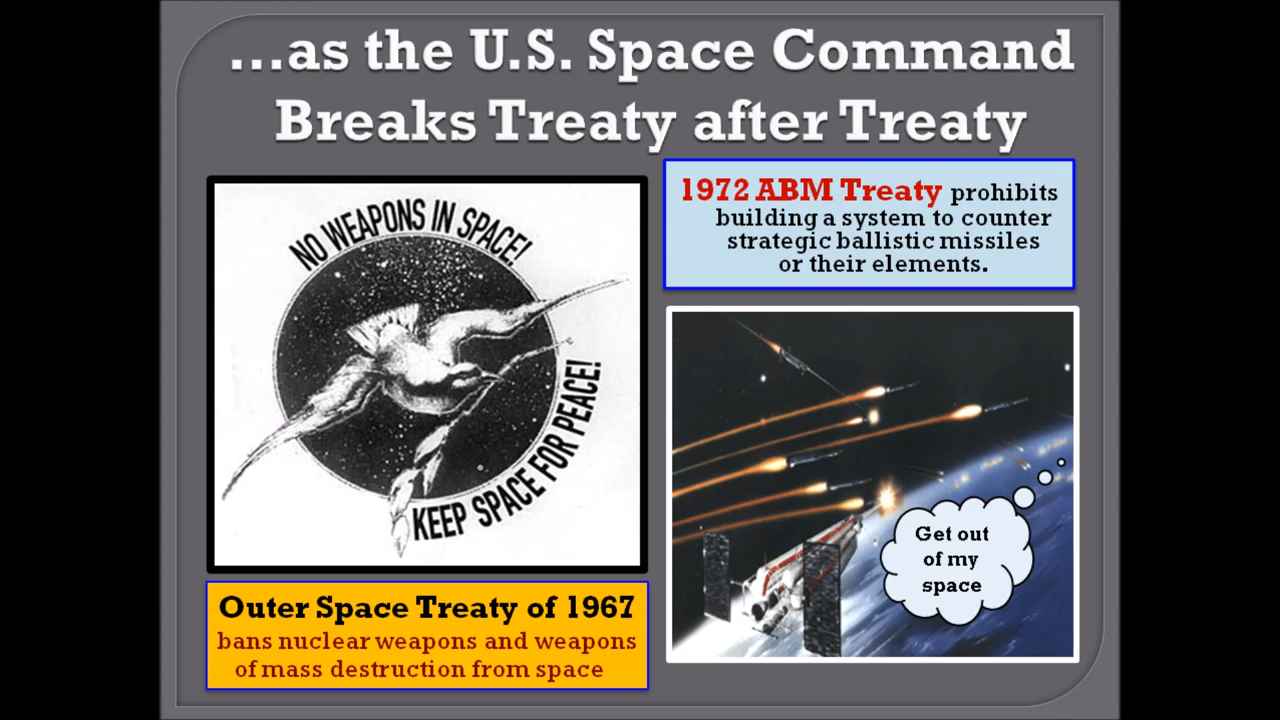 ...as the U.S. Space Command
Breaks Treaty after Treaty
NO WEAPONS IN SPACE!
KEEP SPACE FOR PEACE!
Outer Space Treaty of 1967
bans nuclear weapons and weapons
of mass destruction from space
1972 ABM Treaty prohibits
building a system to counter
strategic ballistic missiles
or their elements.
Get out
of my
space